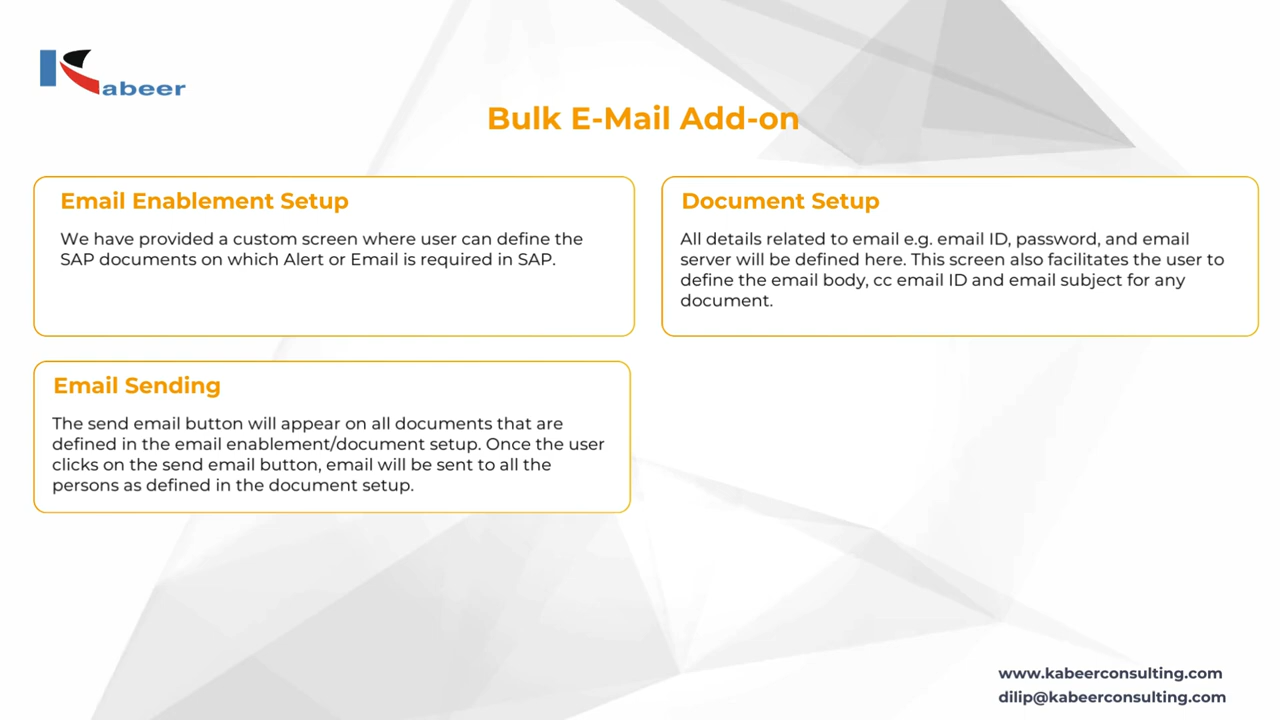 Kabeer
Bulk E-Mail Add-on
Email Enablement Setup
We have provided a custom screen where user can define the
SAP documents on which Alert or Email is required in SAP.
Document Setup
All details related to email e.g. email ID, password, and email
server will be defined here. This screen also facilitates the user to
define the email body, cc email ID and email subject for any
document.
Email Sending
The send email button will appear on all documents that are
defined in the email enablement/document setup. Once the user
clicks on the send email button, email will be sent to all the
persons as defined in the document setup.
www.kabeerconsulting.com
dilip@kabeerconsulting.com